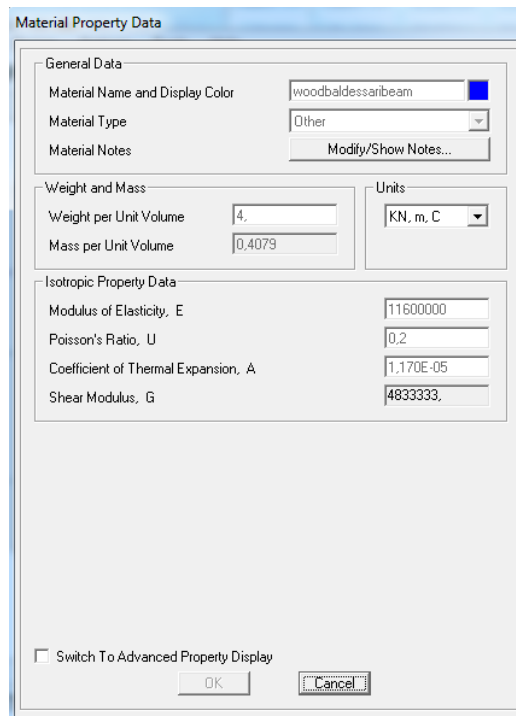 Material Property Data
General Data
Material Name and Display Color woodbaldessaribeam
Material Type Other
Material Notes Modify/Show Notes...
Weight and Mass
Weight per Unit Volume 4,
Mass per Unit Volume 0,4079
Units
KN, m, C
Isotropic Property Data
Modulus of Elasticity, E 11600000
Poisson's Ratio, U 0,2
Coefficient of Thermal Expansion, A 1,170E-05
Shear Modulus, G 4833333,
Switch To Advanced Property Display
OK Cancel